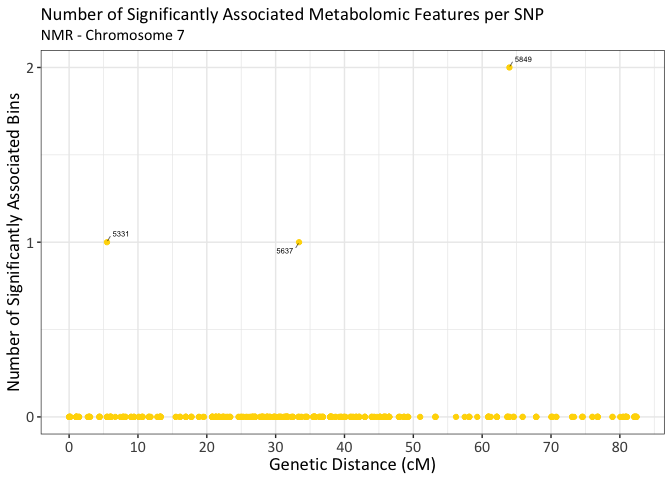 Number of Significantly Associated Metabolomic Features per SNP
NMR - Chromosome 7
Number of Significantly Associated Bins
2
1
0
5849
5331
5637
0 10 20 30 40 50 60 70 80
Genetic Distance (cM)